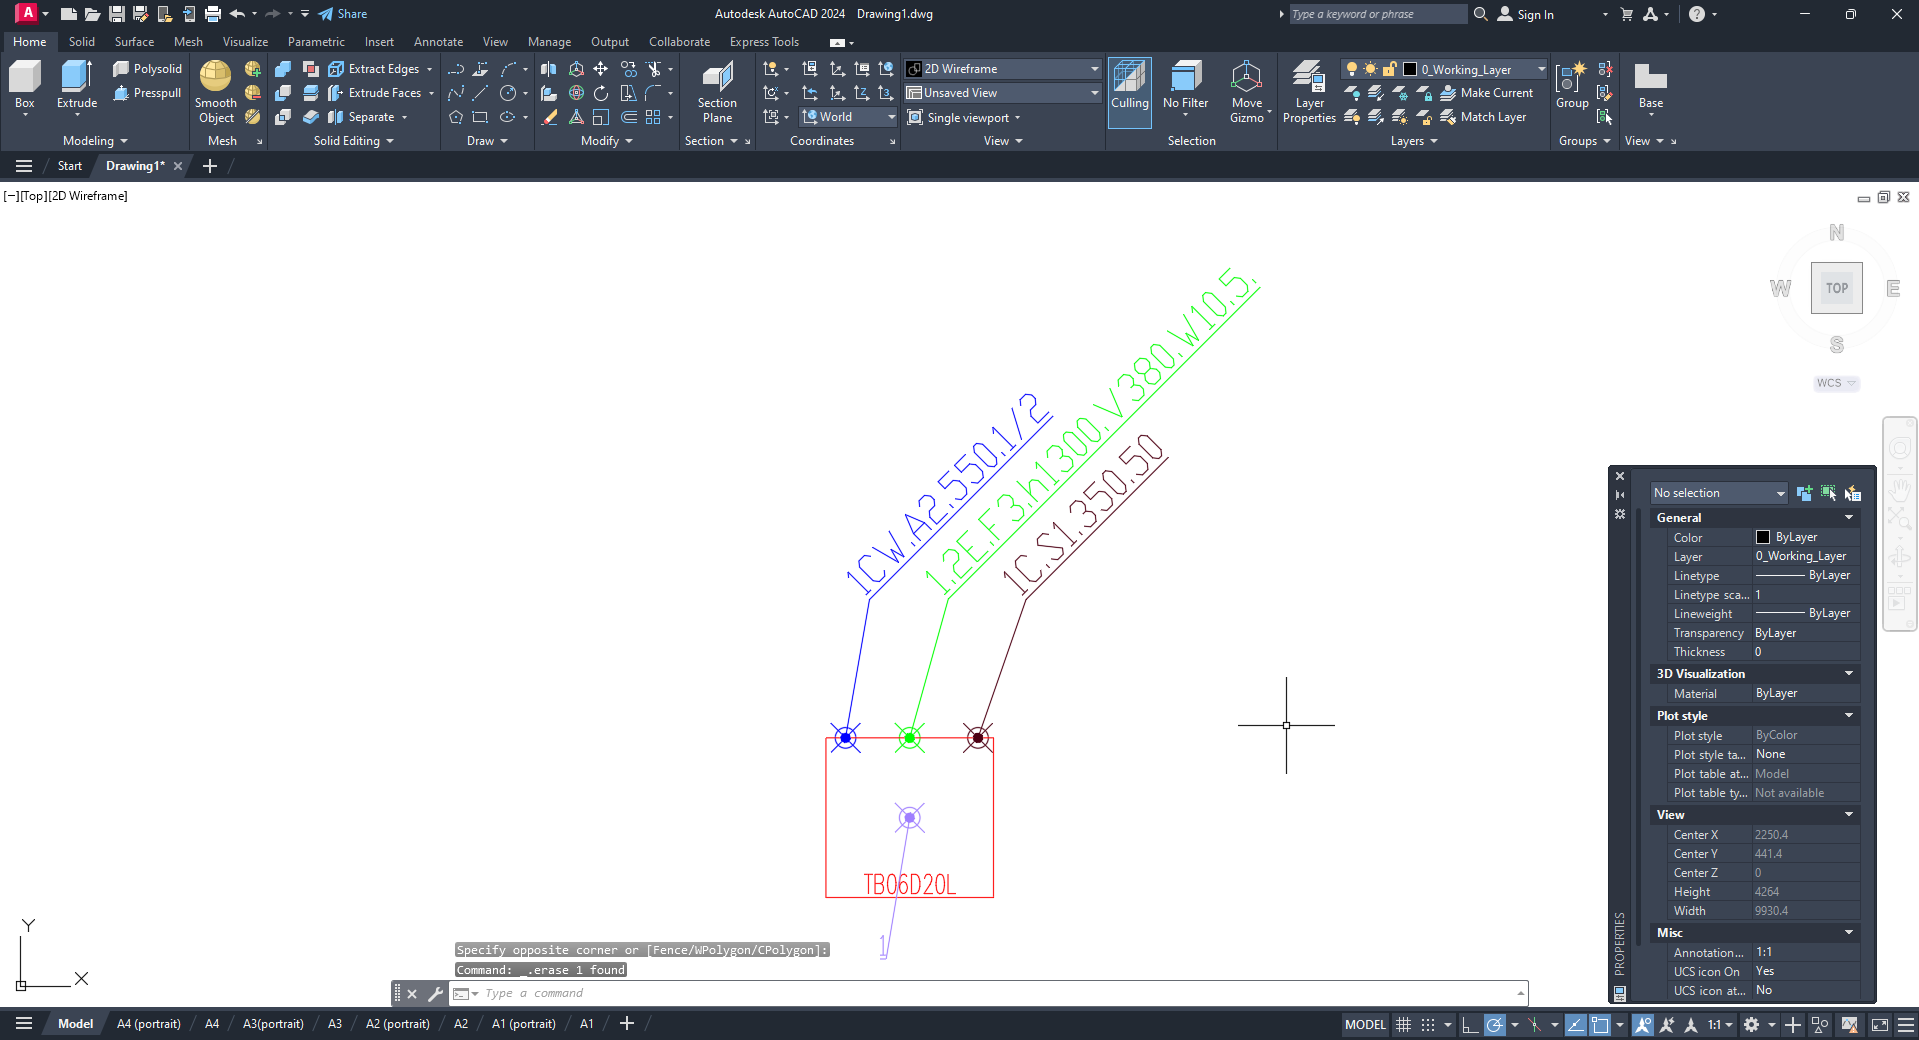 A Share Autodesk AutoCAD 2024 Drawing1.dwg Type a keyword or phrase Sign In
Home Solid Surface Mesh Visualize Parametric Insert Annotate View Manage Output Collaborate Express Tools
Box
Extrude
Polysolid
Presspull
Modeling
Smooth Object
Mesh
Extract Edges
Extrude Faces
Separate
Solid Editing
Draw
Modify
Section Plane
Section
World
Coordinates
2D Wireframe
Unsaved View
Single viewport
View
Culling
No Filter
Move Gizmo
Selection
Layer Properties
0_Working_Layer
Make Current
Match Layer
Layers
Group
Groups
Base
View
Start Drawing1*
[−][Top][2D Wireframe]
N
W TOP E
S
WCS
1CW.A2.550.1/2
1.2E.F3.h1300.V380.W10.5.
1C.S1.350.50
TB06D20L
1
Y
X
Specify opposite corner or [Fence/WPolygon/CPolygon]:
Command: _.erase 1 found
Type a command
No selection
General
Color ByLayer
Layer 0_Working_Layer
Linetype ByLayer
Linetype sca... 1
Lineweight ByLayer
Transparency ByLayer
Thickness 0
3D Visualization
Material ByLayer
Plot style
Plot style ByColor
Plot style ta... None
Plot table at... Model
Plot table ty... Not available
View
Center X 2250.4
Center Y 441.4
Center Z 0
Height 4264
Width 9930.4
Misc
Annotation... 1:1
UCS icon On Yes
UCS icon at... No
PROPERTIES
Model A4 (portrait) A4 A3(portrait) A3 A2 (portrait) A2 A1 (portrait) A1
MODEL 1:1